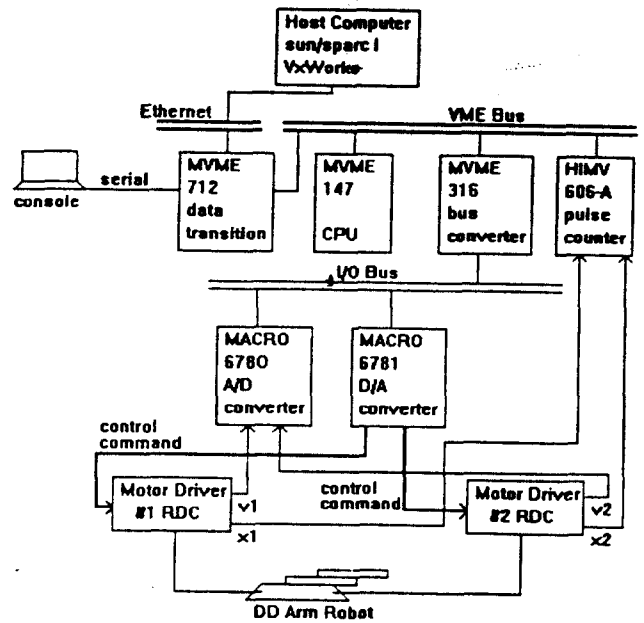 Host Computer
sun/sparc I
VxWorks
Ethernet
VME Bus
serial
console
MVME
712
data
transition
MVME
147
CPU
MVME
316
bus
converter
HIMV
606-A
pulse
counter
I/O Bus
MACRO
6780
A/D
converter
MACRO
6781
D/A
converter
control
command
control
command
Motor Driver
#1 RDC
v1
x1
Motor Driver
#2 RDC
v2
x2
DD Arm Robot